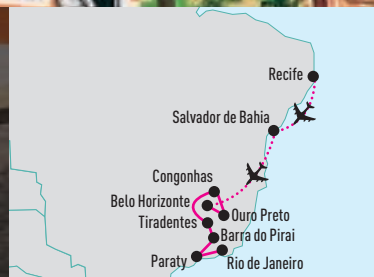 Recife
Salvador de Bahia
Congonhas
Belo Horizonte
Ouro Preto
Tiradentes
Barra do Pirai
Paraty
Rio de Janeiro